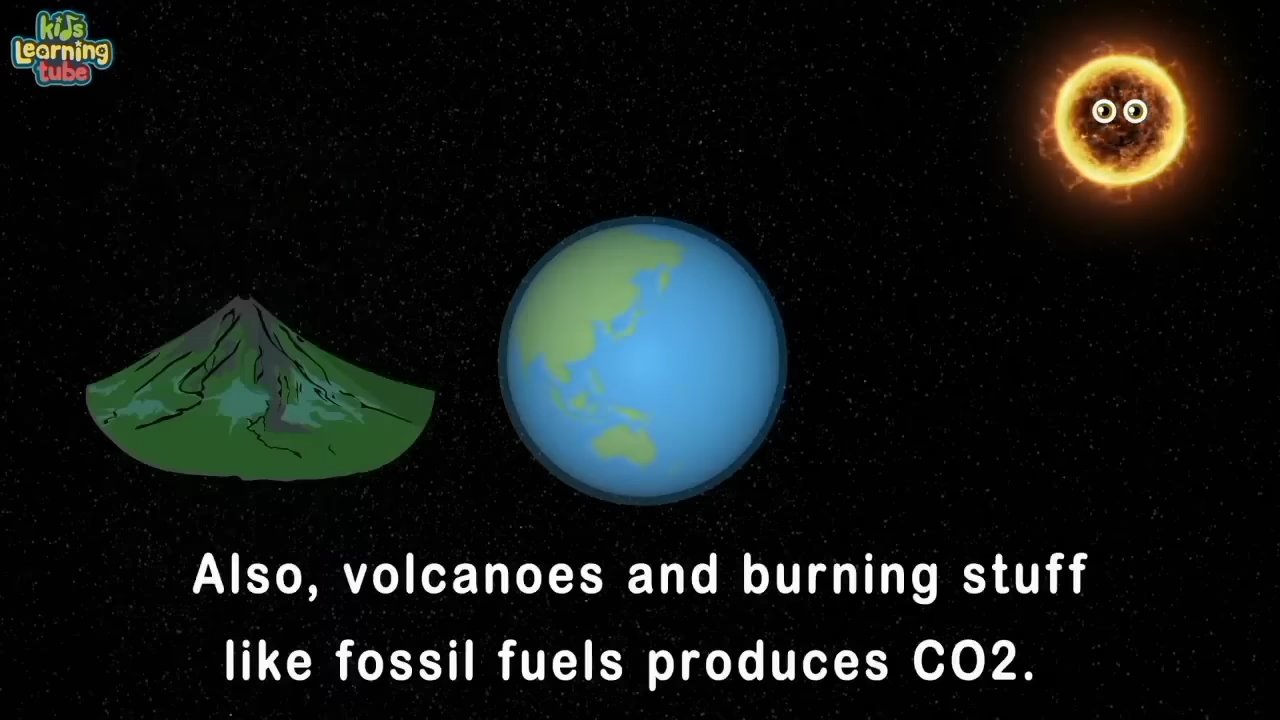 kids
Learning
tube
Also, volcanoes and burning stuff
like fossil fuels produces CO2.